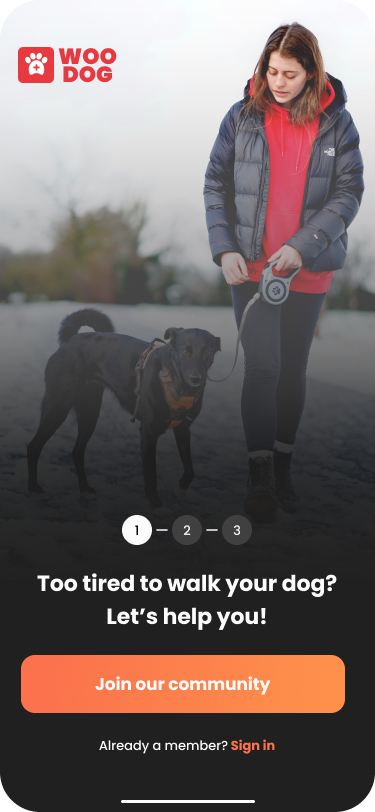 WOO
DOG
1 — 2 — 3
Too tired to walk your dog?
Let’s help you!
Join our community
Already a member? Sign in